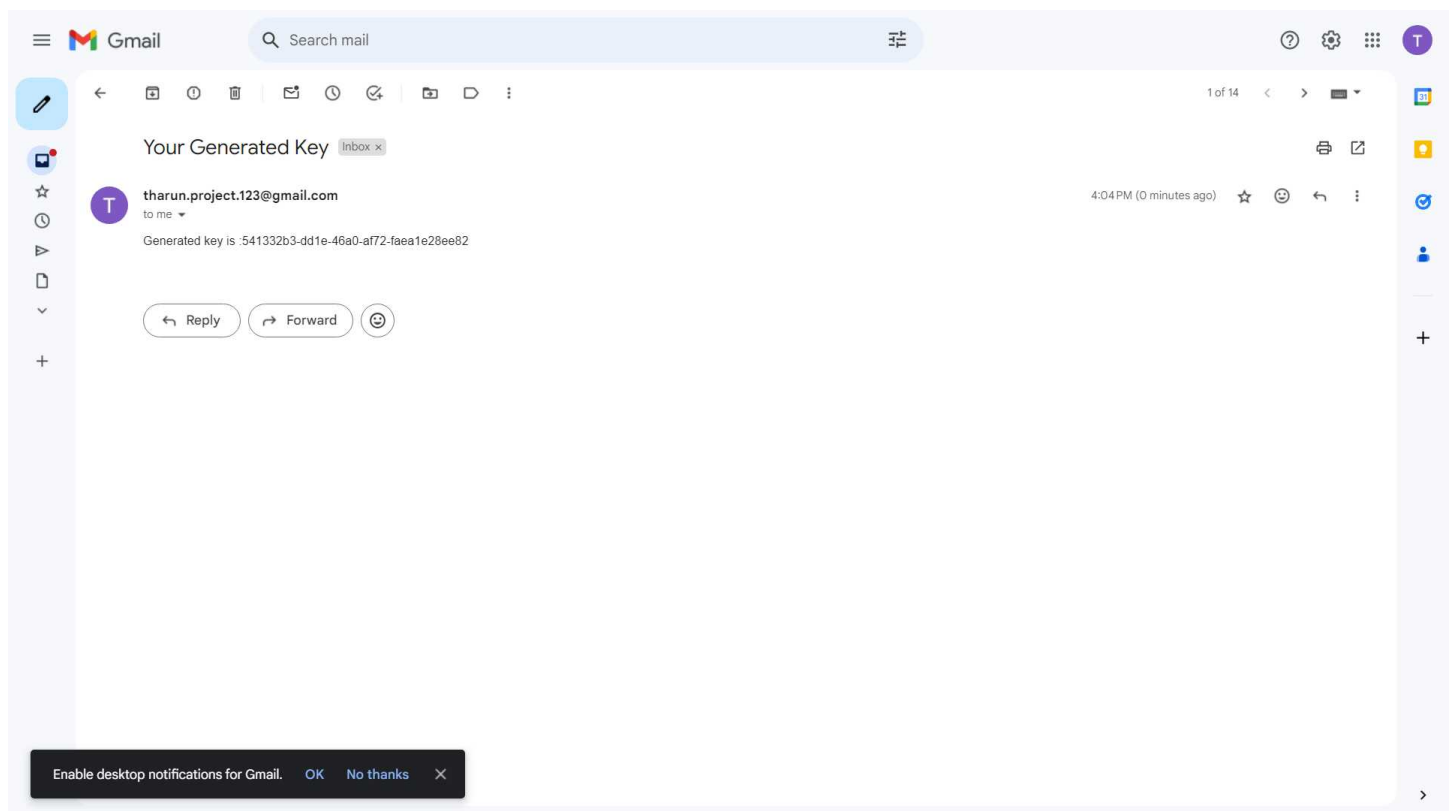 Gmail
Search mail
T
1 of 14
31
Your Generated Key Inbox ×
T
tharun.project.123@gmail.com
4:04 PM (0 minutes ago)
to me
Generated key is :541332b3-dd1e-46a0-af72-faea1e28ee82
Reply
Forward
Enable desktop notifications for Gmail. OK No thanks